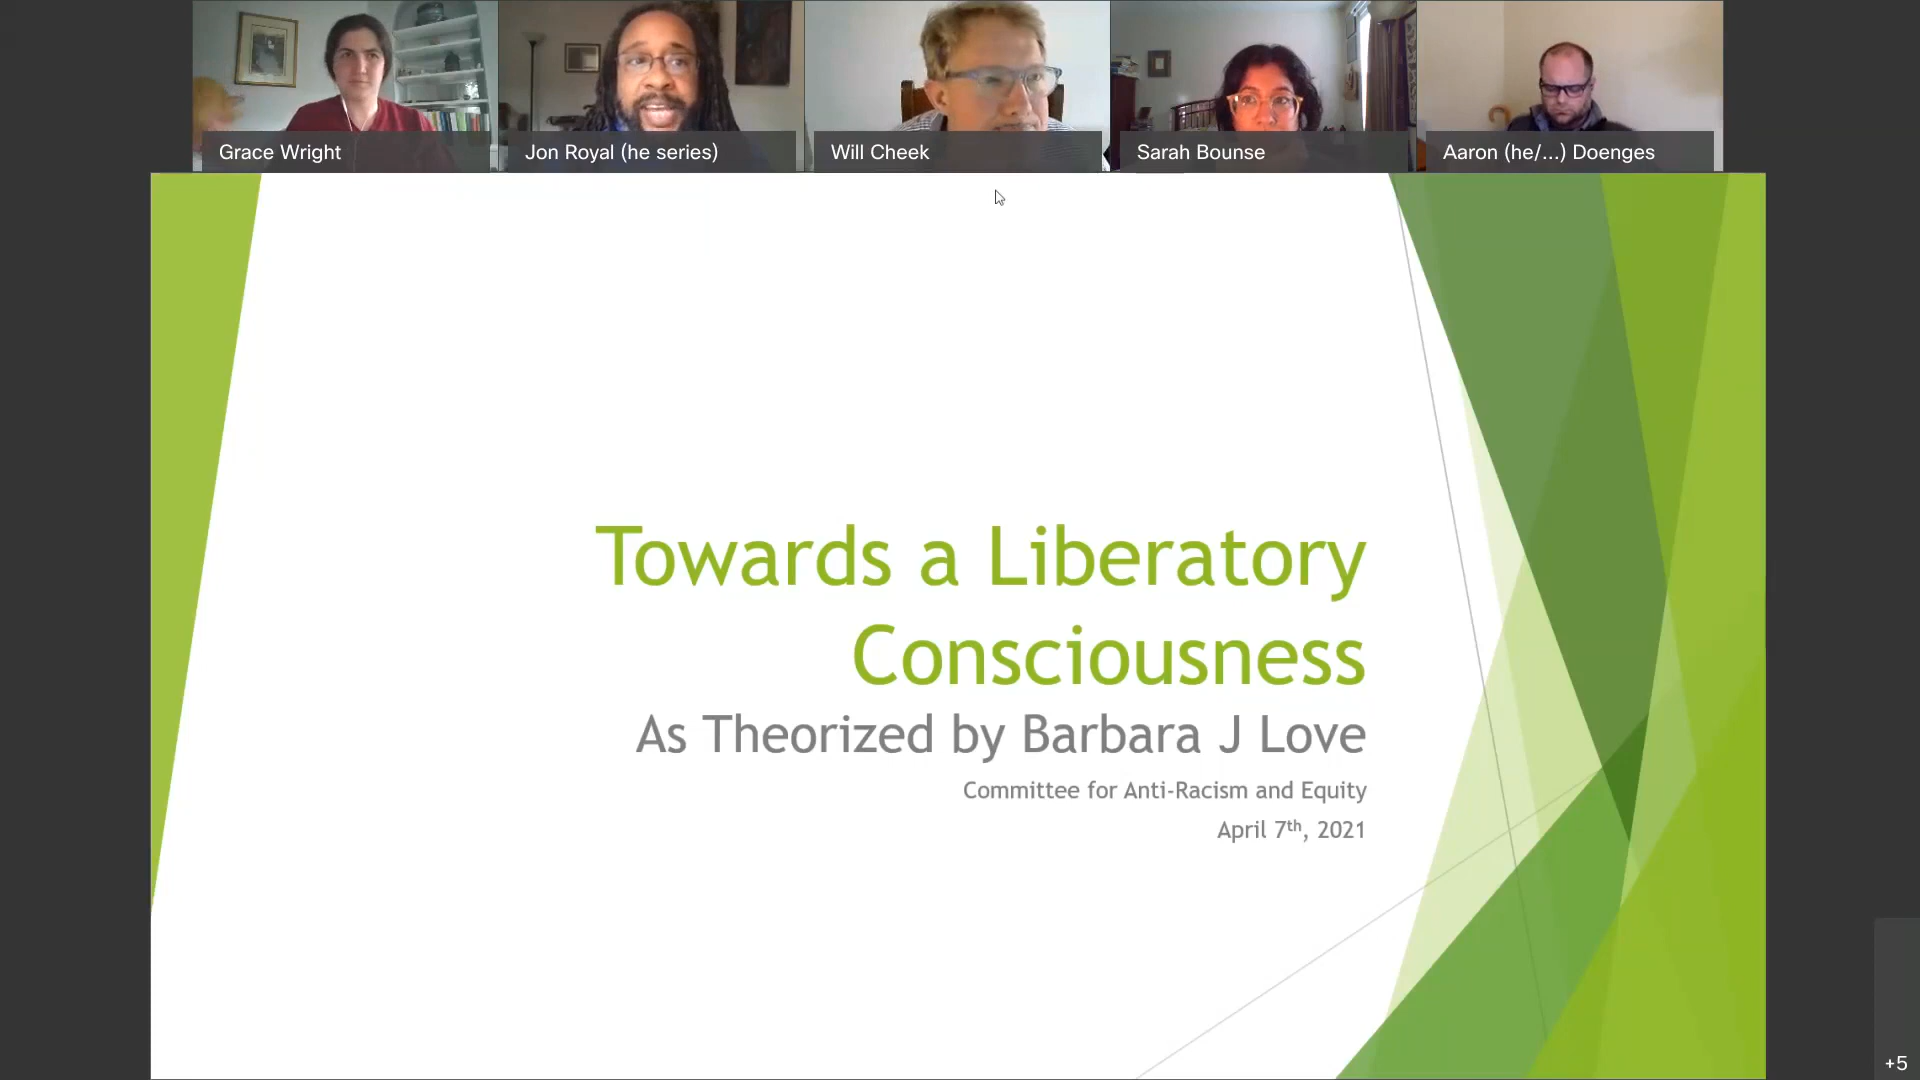 Grace Wright
Jon Royal (he series)
Will Cheek
Sarah Bounse
Aaron (he/...) Doenges
Towards a Liberatory
Consciousness
As Theorized by Barbara J Love
Committee for Anti-Racism and Equity
April 7th, 2021
+5